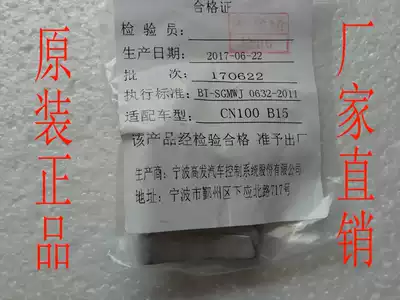 合格证
检 验 员:
生产日期: 2017-06-22
批 次: 170622
执行标准: BT-SGMWJ 0632-2011
适配车型: CN100 B15
该产品经检验合格 准予出厂
生产商: 宁波高发汽车控制系统股份有限公司
地址: 宁波市鄞州区下应北路717号
原装正品
厂家直销